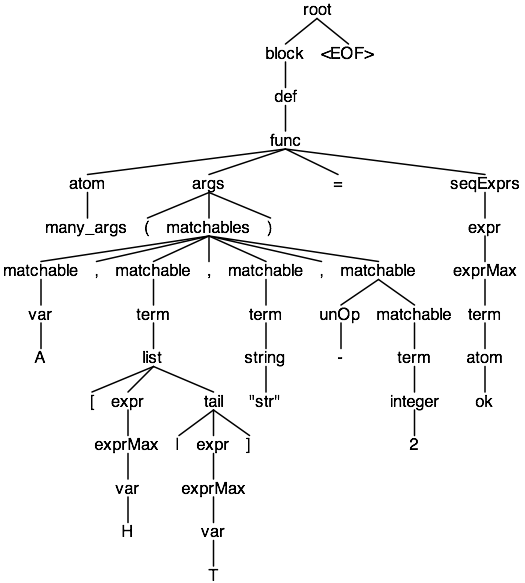 root
block <EOF>
def
func
atom args = seqExprs
many_args ( matchables ) expr
matchable , matchable , matchable , matchable exprMax
var term term unOp matchable term
A list string - term atom
[ expr tail "str" integer ok
exprMax | expr ] 2
var exprMax
H var
T